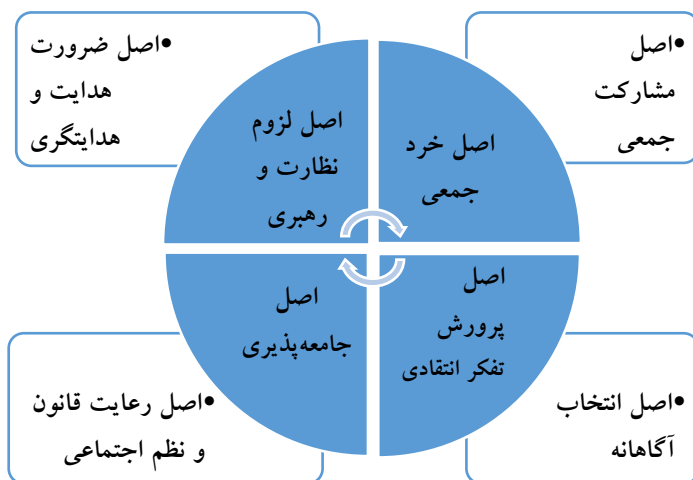 •اصل
مشارکت
جمعی
•اصل ضرورت
هدایت و
هدایتگری
اصل خرد
جمعی
اصل لزوم
نظارت و
رهبری
اصل
پرورش
تفکر انتقادی
اصل
جامعه‌پذیری
•اصل انتخاب
آگاهانه
•اصل رعایت قانون
و نظم اجتماعی